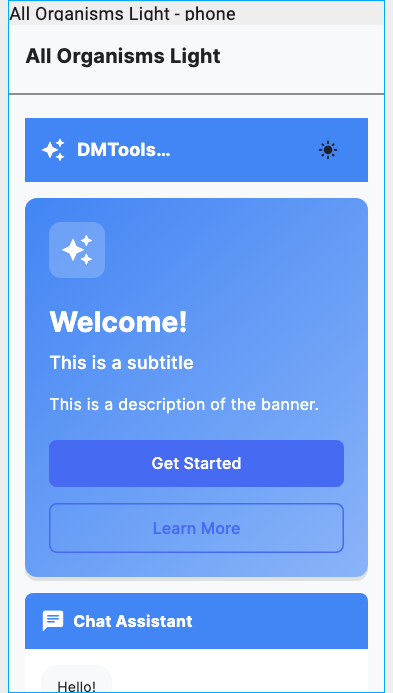 All Organisms Light - phone
All Organisms Light
DMTools...
Welcome!
This is a subtitle
This is a description of the banner.
Get Started
Learn More
Chat Assistant
Hello!